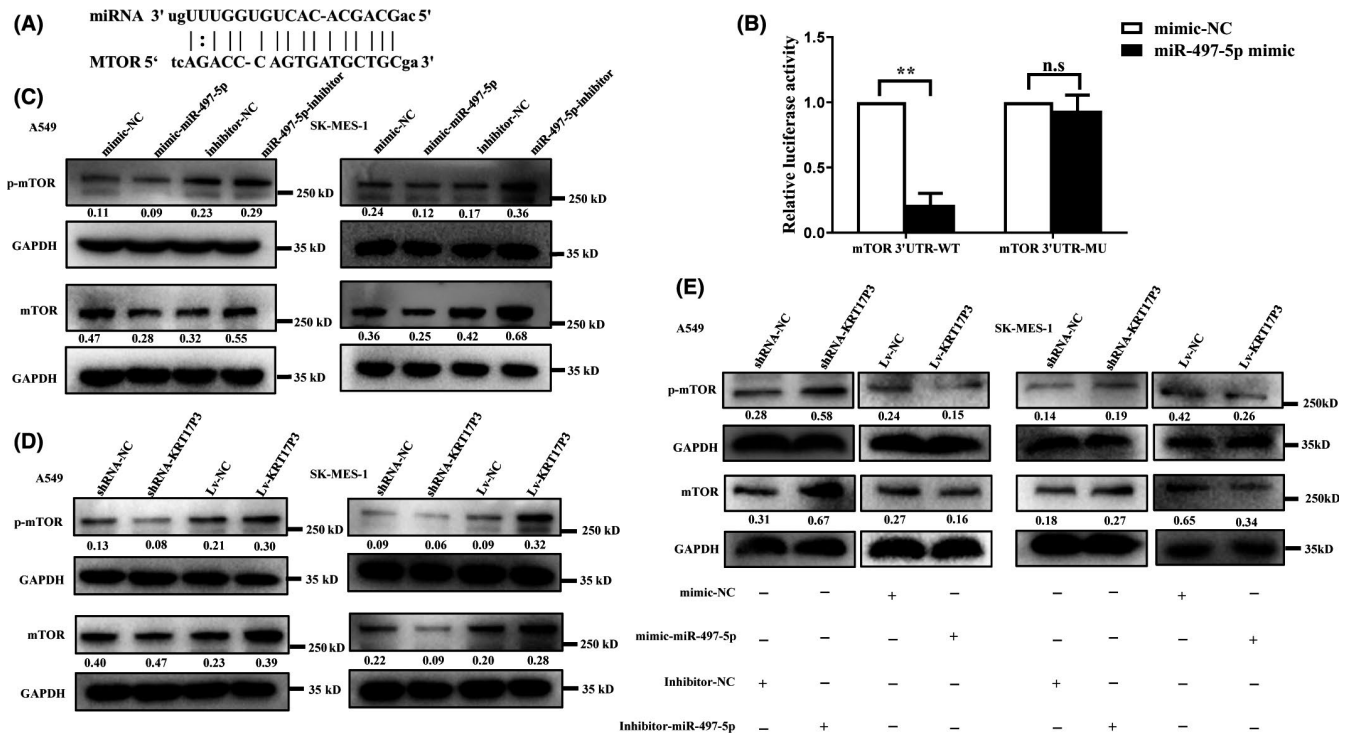 (A)
miRNA 3' ugUUUGGUGUCAC-ACGACGac 5'
|:||| ||||||||||
MTOR 5‘ tcAGACC-C AGTGATGCTGCga 3'
(B)
mimic-NC
miR-497-5p mimic
Relative luciferase activity
1.5
1.0
0.5
0.0
**
n.s
mTOR 3'UTR-WT mTOR 3'UTR-MU
(C)
A549
mimic-NC mimic-miR-497-5p inhibitor-NC miR-497-5p-inhibitor
SK-MES-1
mimic-NC mimic-miR-497-5p inhibitor-NC miR-497-5p-inhibitor
p-mTOR 250 kD 250 kD
0.11 0.09 0.23 0.29 0.24 0.12 0.17 0.36
GAPDH 35 kD 35 kD
mTOR 250 kD 250 kD
0.47 0.28 0.32 0.55 0.36 0.25 0.42 0.68
GAPDH 35 kD 35 kD
(D)
A549
shRNA-NC shRNA-KRT17P3 Lv-NC Lv-KRT17P3
SK-MES-1
shRNA-NC shRNA-KRT17P3 Lv-NC Lv-KRT17P3
p-mTOR 250 kD 250 kD
0.13 0.08 0.21 0.30 0.09 0.06 0.09 0.32
GAPDH 35 kD 35 kD
mTOR 250 kD 250 kD
0.40 0.47 0.23 0.39 0.22 0.09 0.20 0.28
GAPDH 35 kD 35 kD
(E)
A549
shRNA-NC shRNA-KRT17P3 Lv-NC Lv-KRT17P3
SK-MES-1
shRNA-NC shRNA-KRT17P3 Lv-NC Lv-KRT17P3
p-mTOR 250kD
0.28 0.58 0.24 0.15 0.14 0.19 0.42 0.26
GAPDH 35kD
mTOR 250kD
0.31 0.67 0.27 0.16 0.18 0.27 0.65 0.34
GAPDH 35kD
mimic-NC – – + – – – + –
mimic-miR-497-5p – – – + – – – +
Inhibitor-NC + – – – + – – –
Inhibitor-miR-497-5p – + – – – + – –